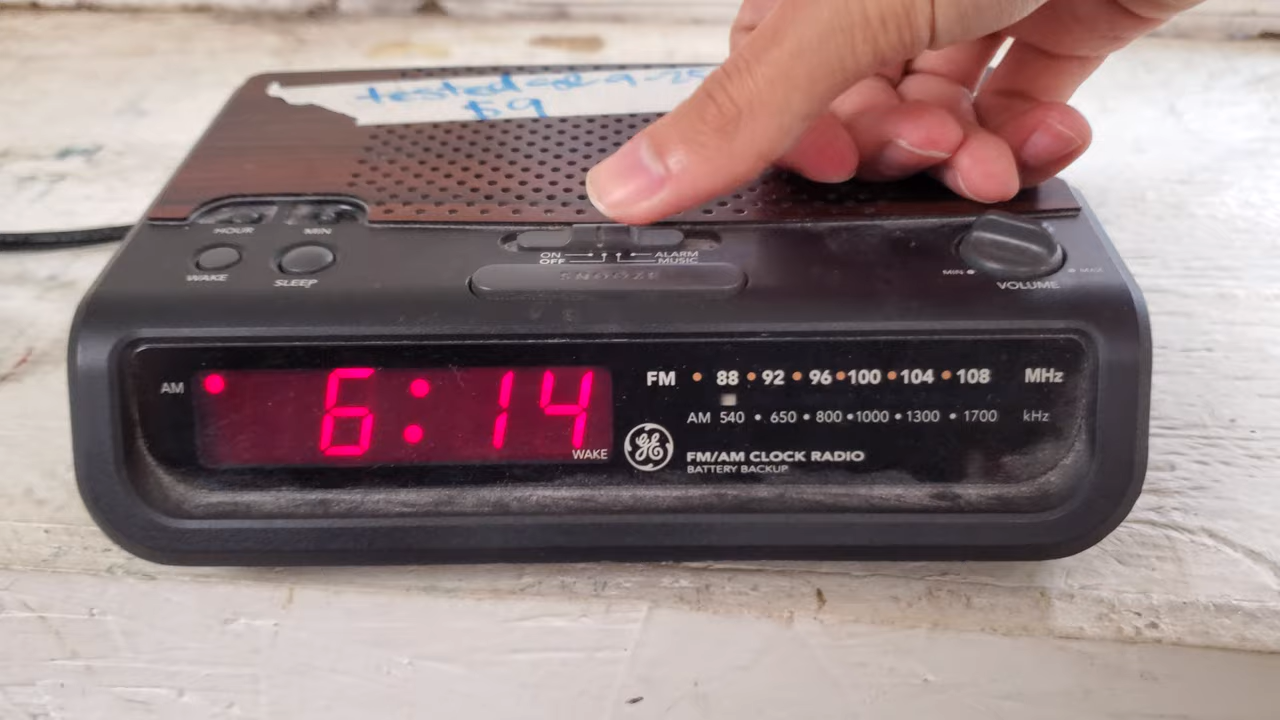 tested
$9
HOUR MIN
WAKE SLEEP
ON ALARM
OFF MUSIC
SNOOZE
MIN MAX
VOLUME
AM 6:14
WAKE
FM 88 92 96 100 104 108 MHz
AM 540 650 800 1000 1300 1700 kHz
GE
FM/AM CLOCK RADIO
BATTERY BACKUP